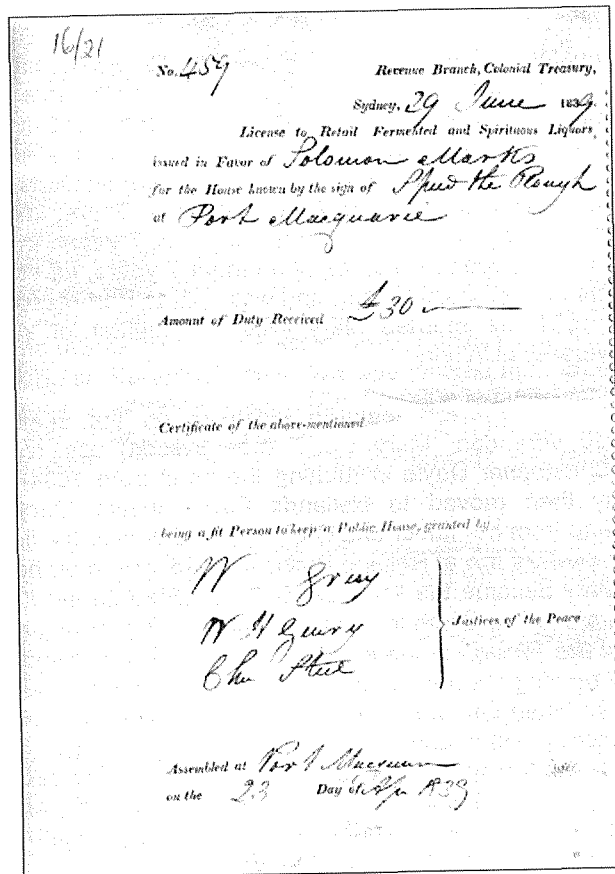 16/21
No. 459 Revenue Branch, Colonial Treasury,
Sydney, 29 June 1839.
License to Retail Fermented and Spirituous Liquors
issued in Favor of Solomon Marks
for the House known by the sign of Speed the Plough
at Port Macquarie
Amount of Duty Received £30
Certificate of the above-mentioned
being a fit Person to keep a Public House, granted by
W Gray
W H
Steel
Justices of the Peace
Assembled at Port Macquarie
on the 23 Day of Apr 1839